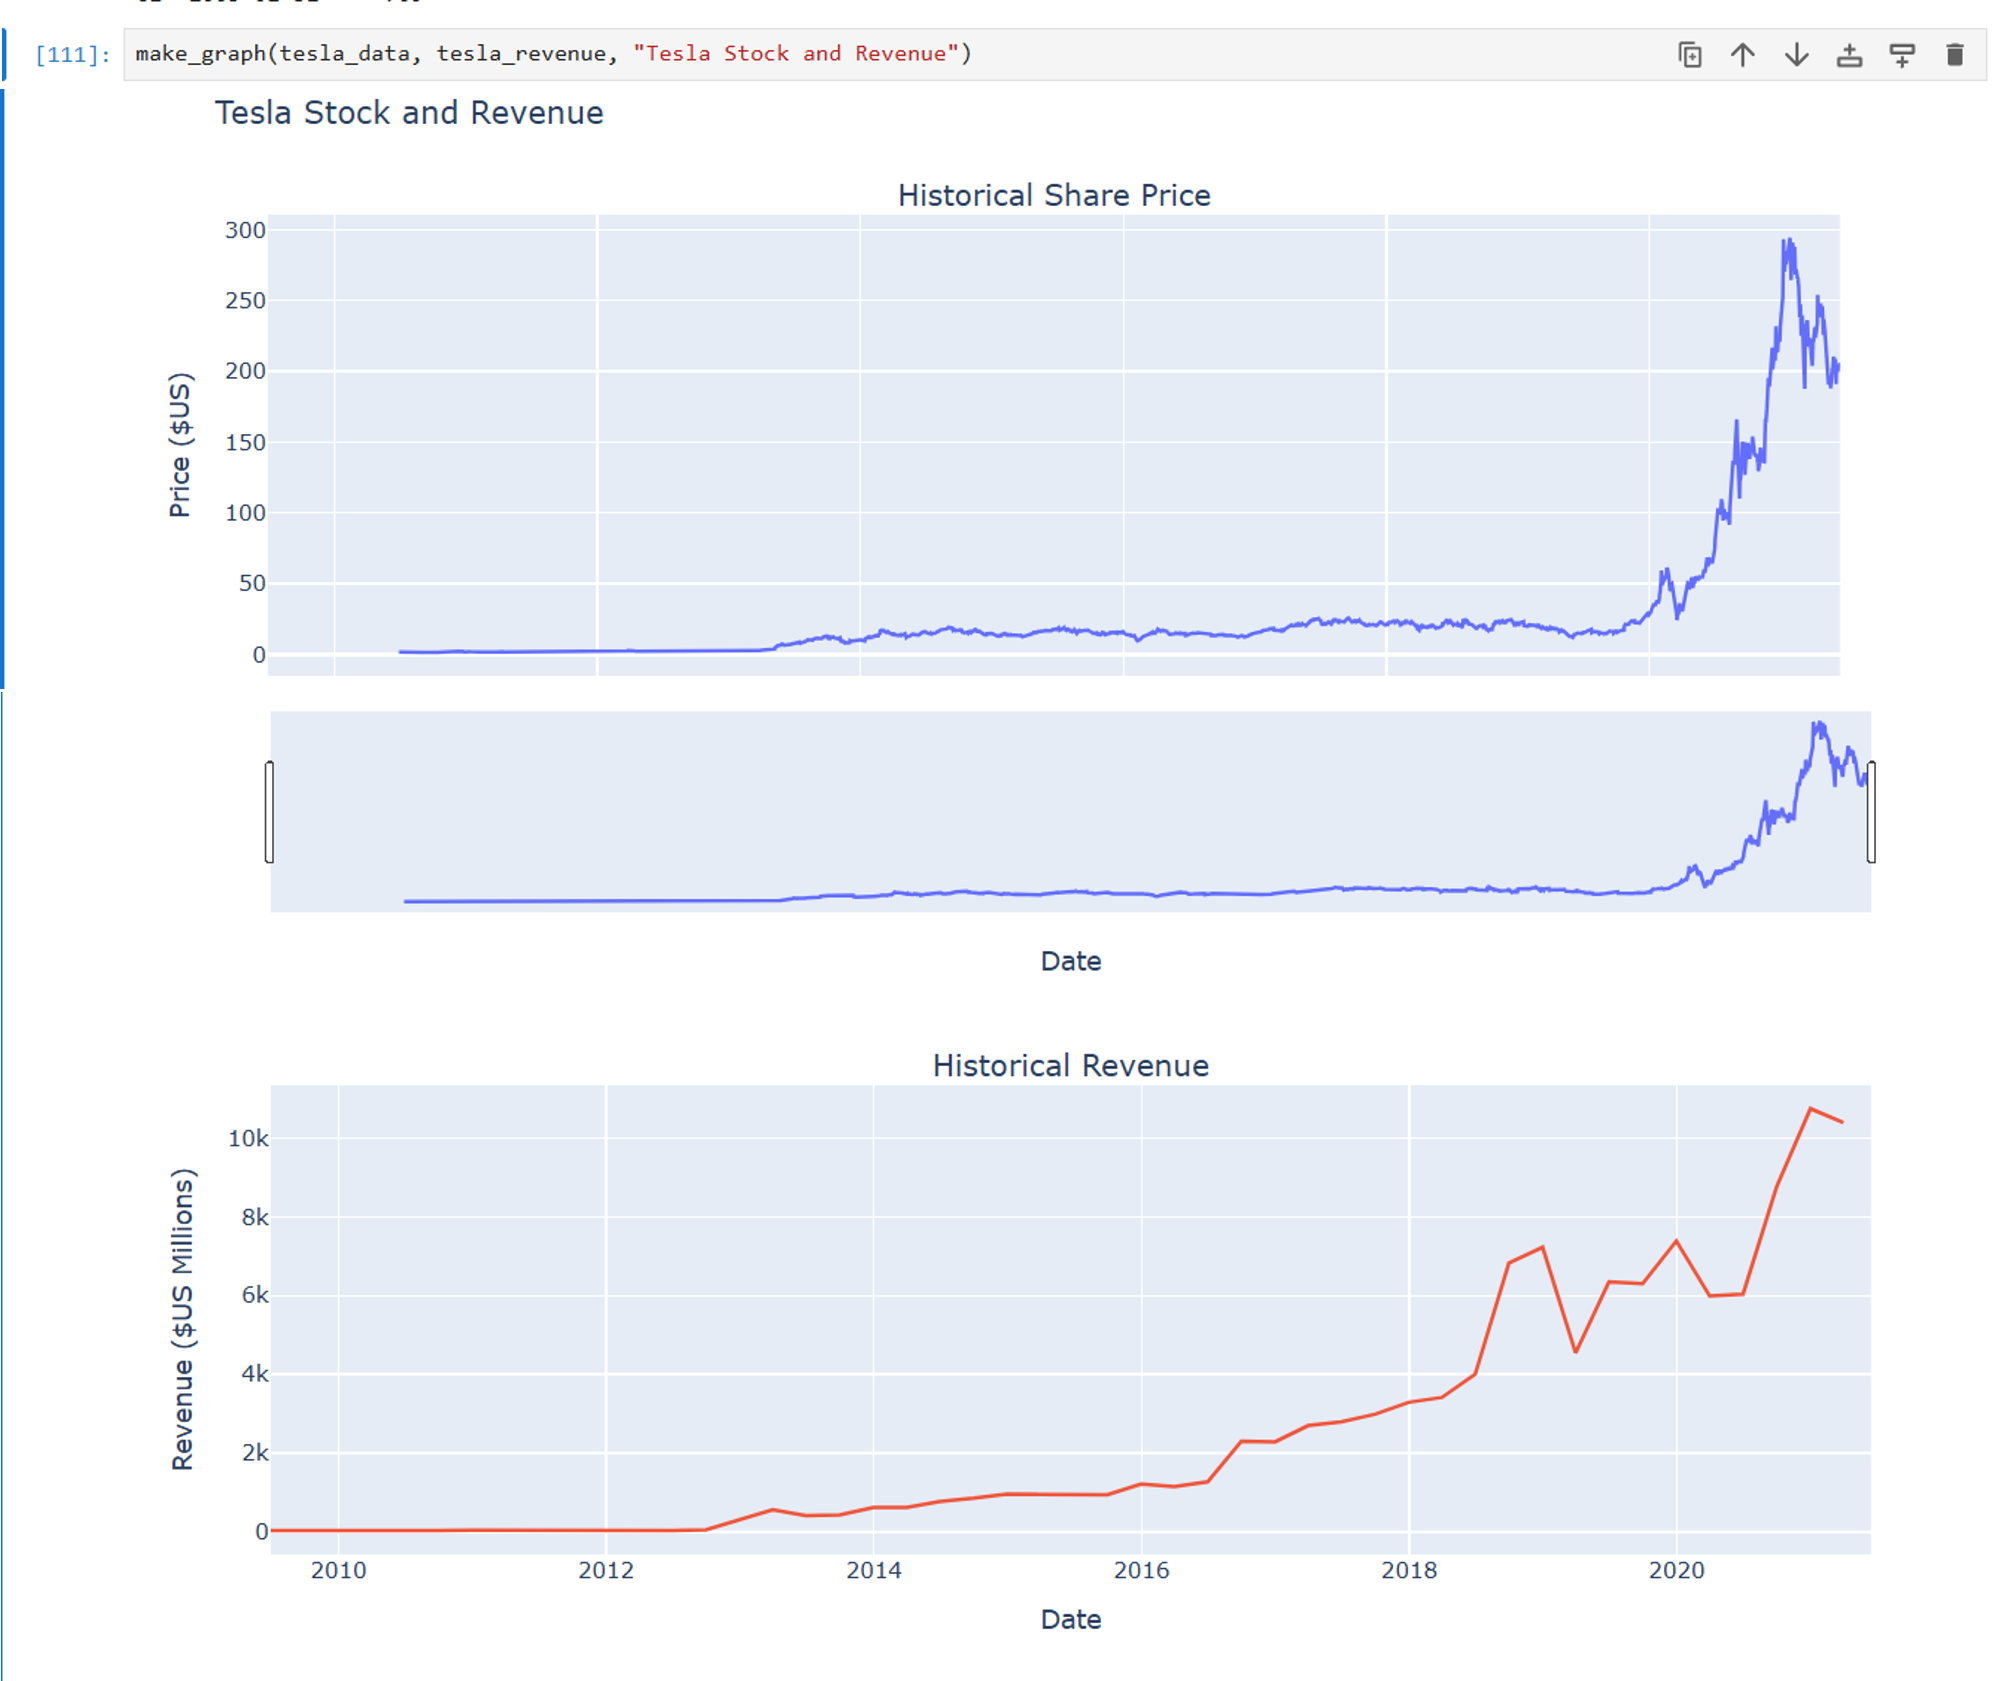 [111]: make_graph(tesla_data, tesla_revenue, "Tesla Stock and Revenue")
Tesla Stock and Revenue
Historical Share Price
300
250
200
150
100
50
0
Price ($US)
Date
Historical Revenue
10k
8k
6k
4k
2k
0
Revenue ($US Millions)
2010 2012 2014 2016 2018 2020
Date